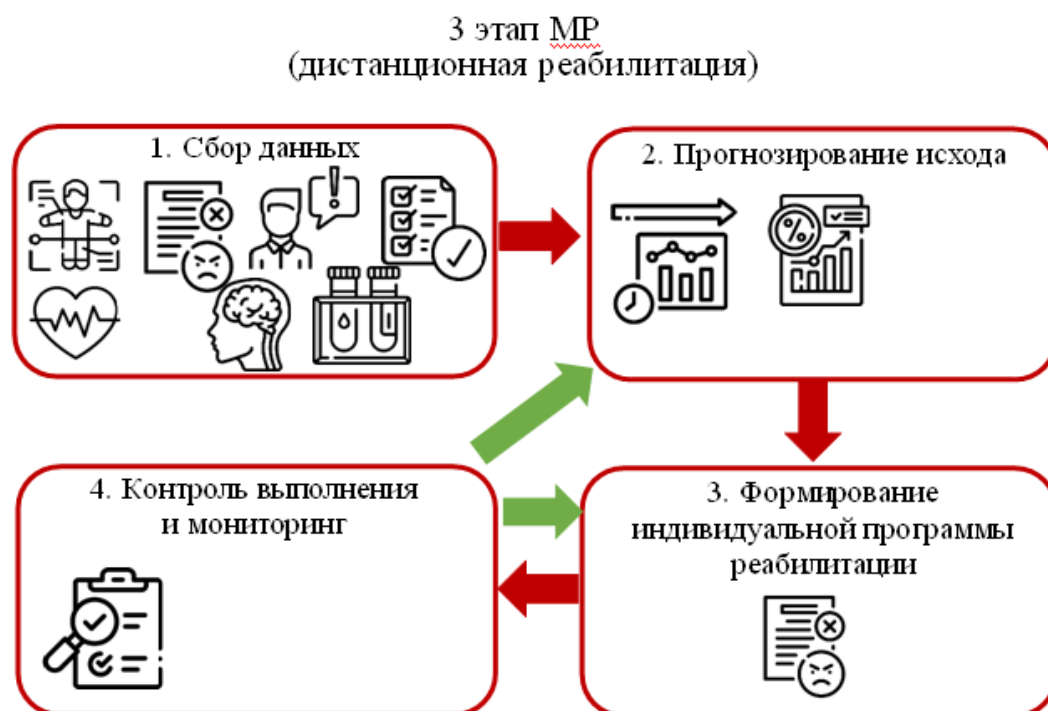 3 этап МР
(дистанционная реабилитация)
1. Сбор данных
2. Прогнозирование исхода
4. Контроль выполнения
и мониторинг
3. Формирование
индивидуальной программы
реабилитации